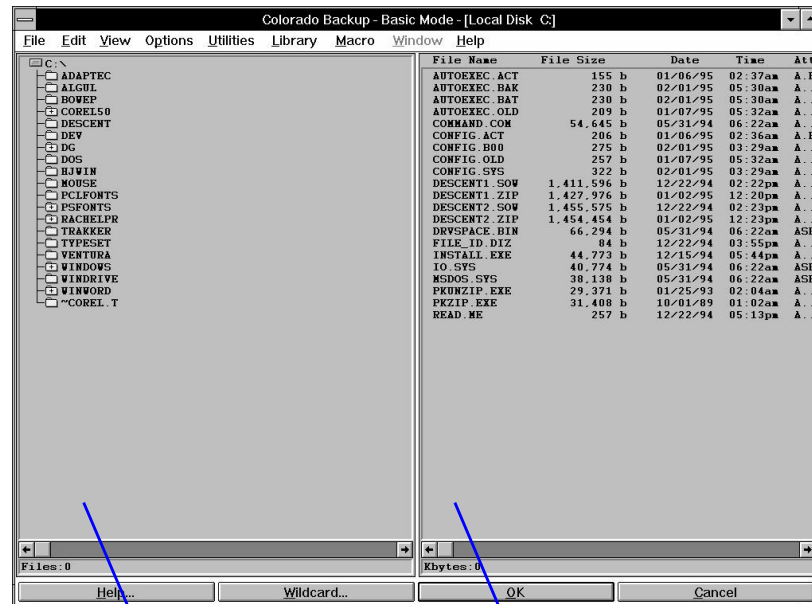 Colorado Backup - Basic Mode - [Local Disk C:]
File Edit View Options Utilities Library Macro Window Help
C:\
ADAPTEC
ALGUL
BOWEP
COREL50
DESCENT
DEV
DG
DOS
HJWIN
MOUSE
PCLFONTS
PSFONTS
RACHELPR
TRAKKER
TYPESET
VENTURA
WINDOWS
WINDRIVE
WINWORD
~COREL.T
Files:0
File Name File Size Date Time Att
AUTOEXEC.ACT 155 b 01/06/95 02:37am A.
AUTOEXEC.BAK 230 b 02/01/95 05:30am A..
AUTOEXEC.BAT 230 b 02/01/95 05:30am A..
AUTOEXEC.OLD 209 b 01/07/95 05:32am A..
COMMAND.COM 54,645 b 05/31/94 06:22am A..
CONFIG.ACT 206 b 01/06/95 02:36am A.
CONFIG.B00 275 b 02/01/95 03:29am A..
CONFIG.OLD 257 b 01/07/95 05:32am A..
CONFIG.SYS 322 b 02/01/95 03:29am A..
DESCENT1.SOW 1,411,596 b 12/22/94 02:22pm A..
DESCENT1.ZIP 1,427,976 b 01/02/95 12:20pm A..
DESCENT2.SOW 1,455,575 b 12/22/94 02:23pm A..
DESCENT2.ZIP 1,454,454 b 01/02/95 12:23pm A..
DRVSPACE.BIN 66,294 b 05/31/94 06:22am ASH
FILE_ID.DIZ 84 b 12/22/94 03:55pm A..
INSTALL.EXE 44,773 b 12/15/94 05:44pm A..
IO.SYS 40,774 b 05/31/94 06:22am ASH
MSDOS.SYS 38,138 b 05/31/94 06:22am ASH
PKUNZIP.EXE 29,371 b 01/25/93 02:04am A..
PKZIP.EXE 31,408 b 10/01/89 01:02am A..
READ.ME 257 b 12/22/94 05:13pm A..
Kbytes:0
Help... Wildcard... OK Cancel